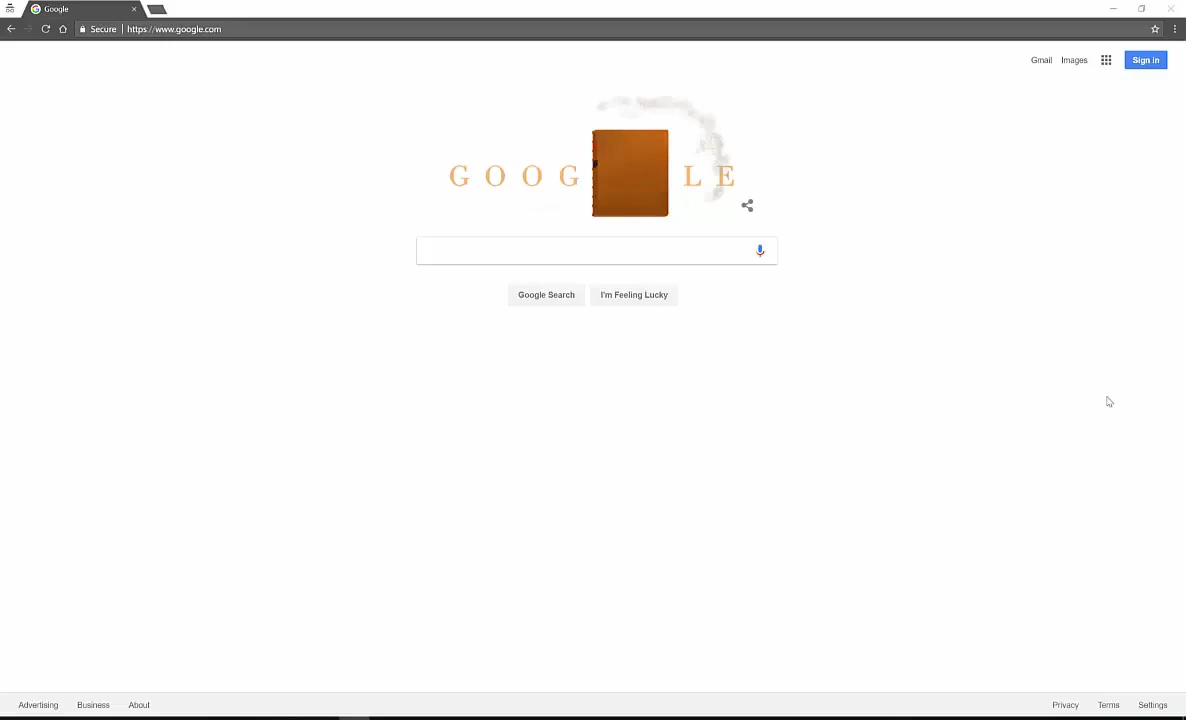 Google
Secure https://www.google.com
Gmail Images Sign in
G O O G L E
Google Search I'm Feeling Lucky
Advertising Business About Privacy Terms Settings